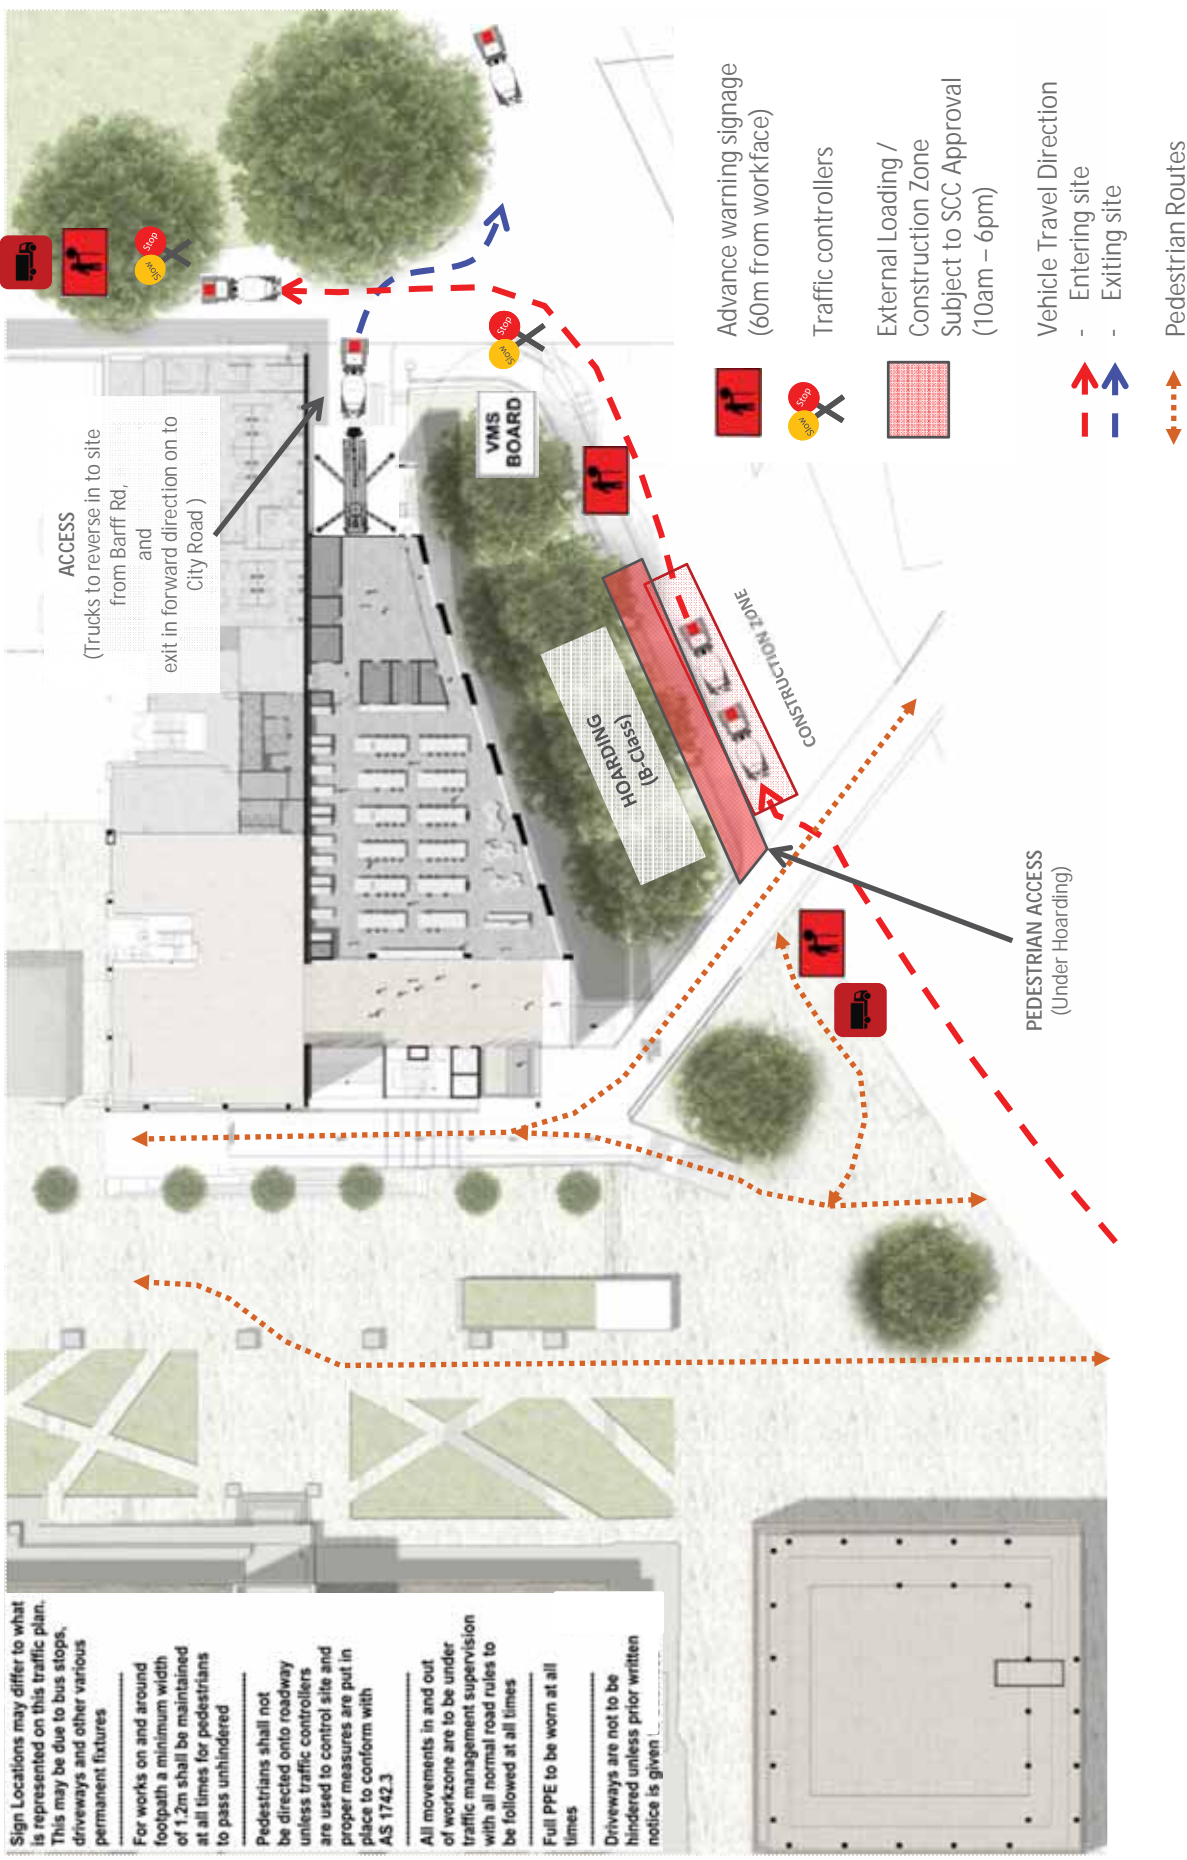 Sign Locations may differ to what
is represented on this traffic plan.
This may be due to bus stops,
driveways and other various
permanent fixtures
For works on and around
footpath a minimum width
of 1.2m shall be maintained
at all times for pedestrians
to pass unhindered
Pedestrians shall not
be directed onto roadway
unless traffic controllers
are used to control site and
proper measures are put in
place to conform with
AS 1742.3
All movements in and out
of workzone are to be under
traffic management supervision
with all normal road rules to
be followed at all times
Full PPE to be worn at all
times
Driveways are not to be
hindered unless prior written
notice is given
ACCESS
(Trucks to reverse in to site
from Barff Rd,
and
exit in forward direction on to
City Road )
Stop
Slow
Stop
Slow
VMS
BOARD
HOARDING
(B-Class)
CONSTRUCTION ZONE
PEDESTRIAN ACCESS
(Under Hoarding)
Advance warning signage
(60m from workface)
Stop
Slow
Traffic controllers
External Loading /
Construction Zone
Subject to SCC Approval
(10am – 6pm)
Vehicle Travel Direction
- Entering site
- Exiting site
Pedestrian Routes